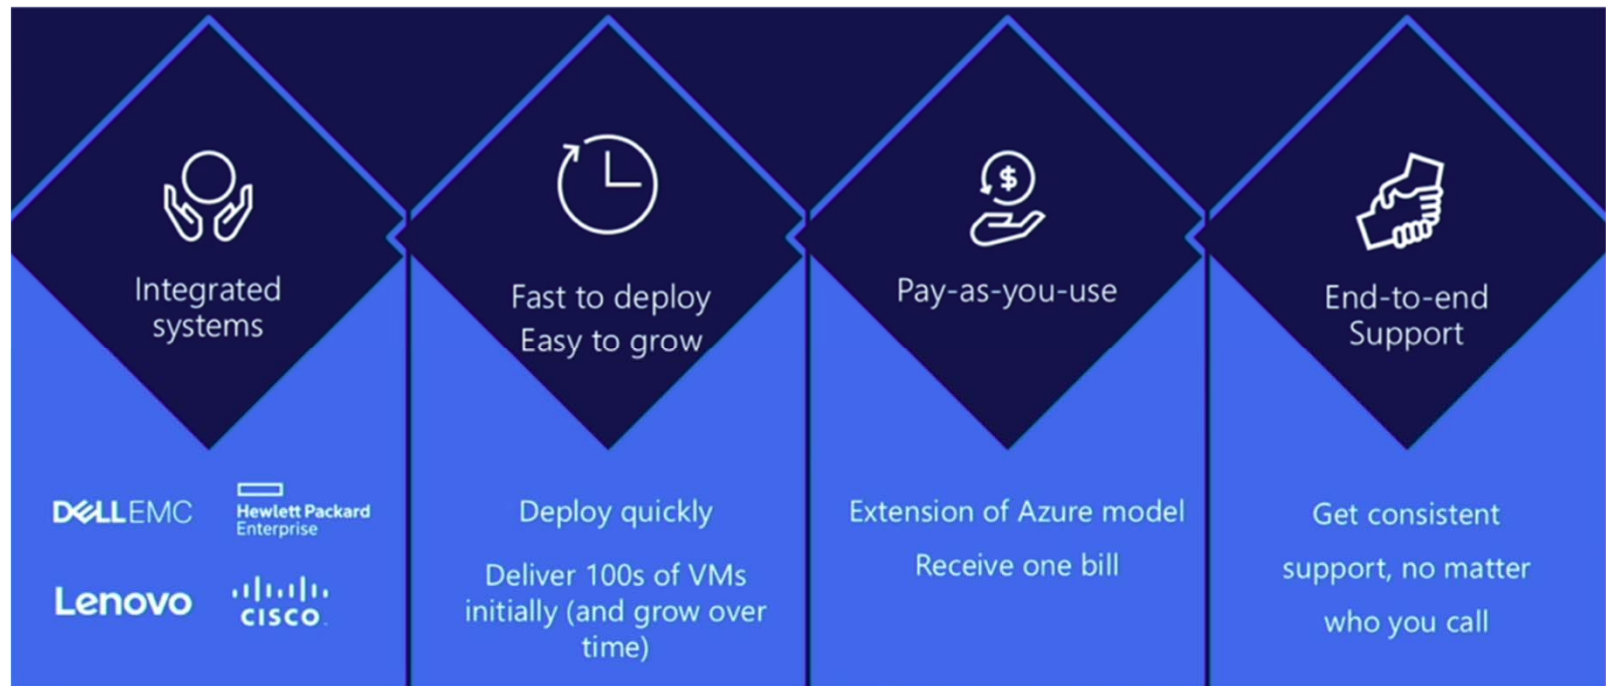 Integrated
systems
DELLEMC
Hewlett Packard
Enterprise
Lenovo
CISCO
Fast to deploy
Easy to grow
Deploy quickly
Deliver 100s of VMs
initially (and grow over
time)
$
Pay-as-you-use
Extension of Azure model
Receive one bill
End-to-end
Support
Get consistent
support, no matter
who you call